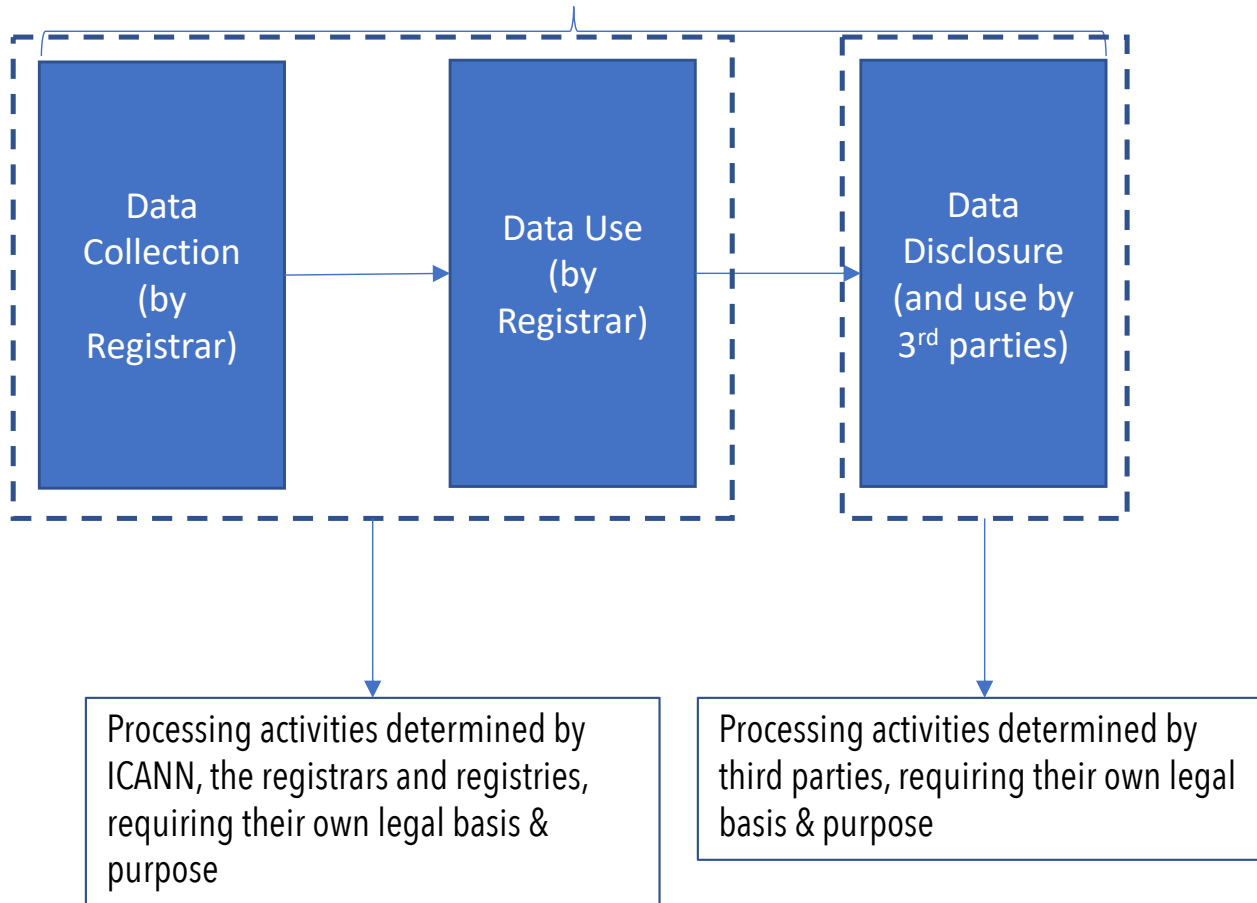 Data
Collection
(by
Registrar)
Data Use
(by
Registrar)
Data
Disclosure
(and use by
3rd parties)
Processing activities determined by
ICANN, the registrars and registries,
requiring their own legal basis &
purpose
Processing activities determined by
third parties, requiring their own legal
basis & purpose